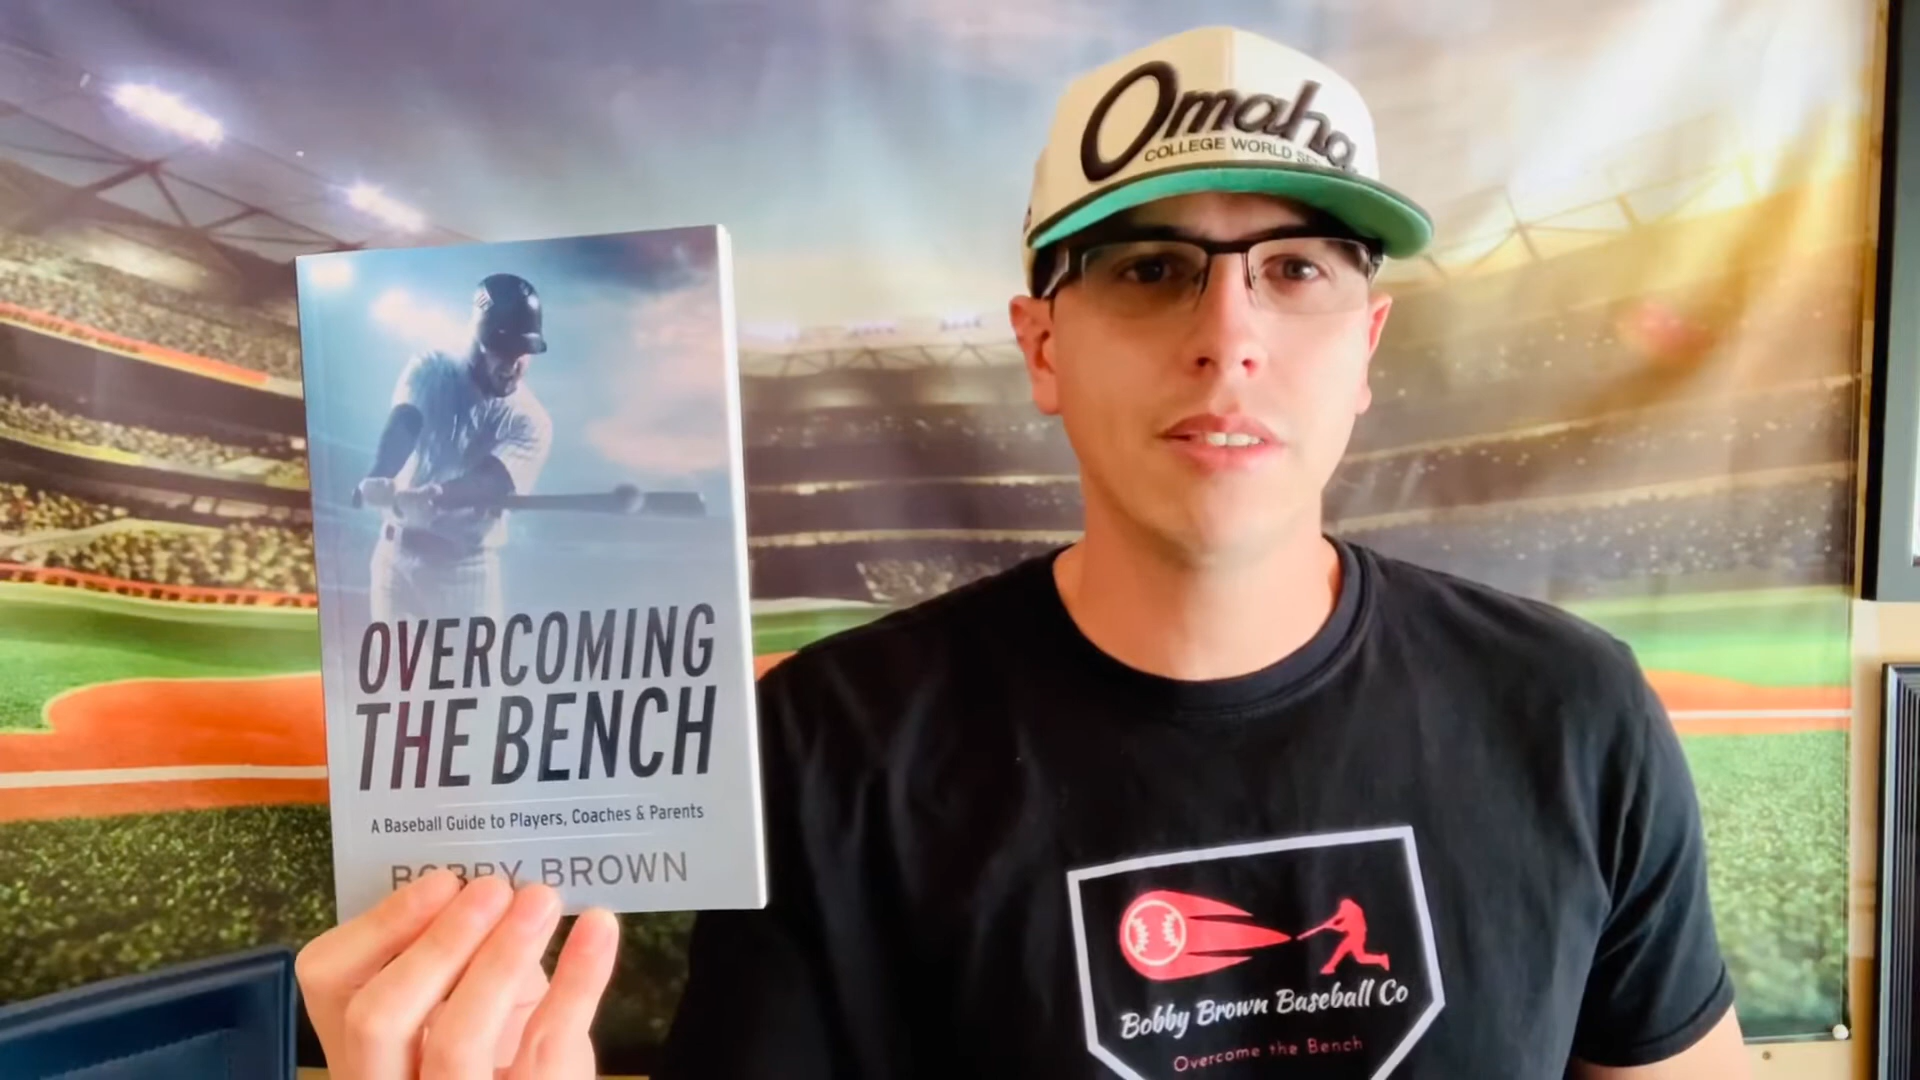 Omaha
COLLEGE WORLD
OVERCOMING
THE BENCH
A Baseball Guide to Players, Coaches & Parents
BOBBY BROWN
Bobby Brown Baseball Co
Overcome the Bench